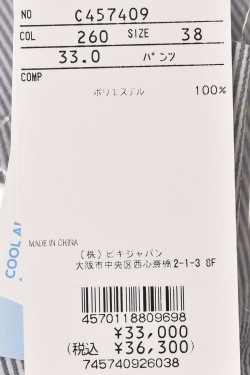 NO C457409
COL 260 SIZE 38
33.0 パンツ
COMP
ポリエステル 100%
MADE IN CHINA
(株) ビギジャパン
大阪市中央区西心斎橋2-1-3 8F
4570118809698
¥33,000
(税込 ¥36,300)
745740926038
COOL